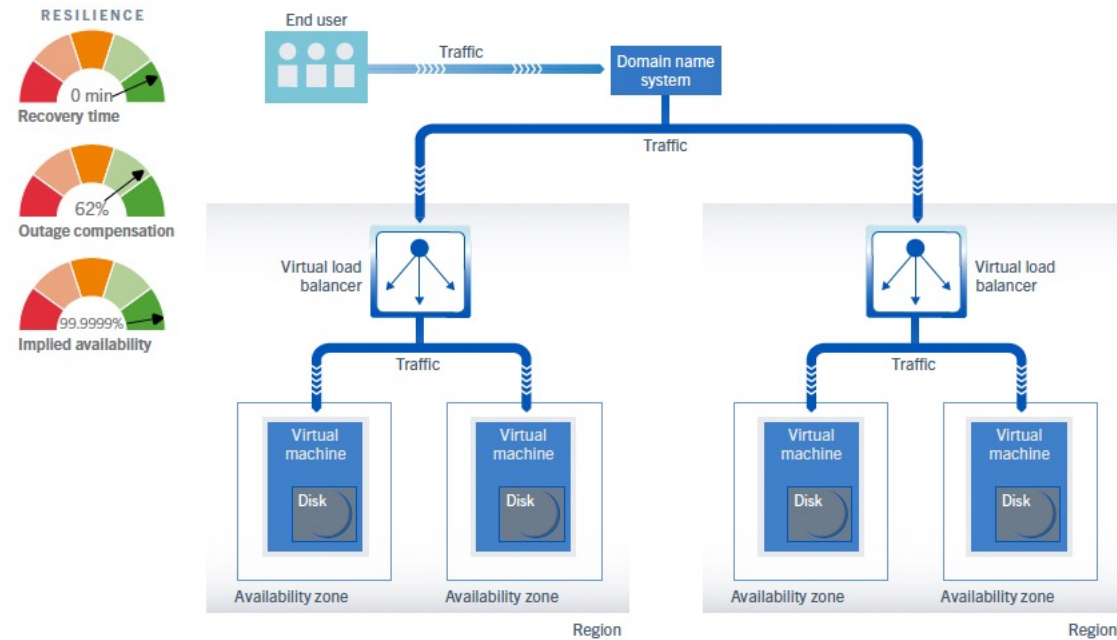 RESILIENCE
0 min
Recovery time
62%
Outage compensation
99.9999%
Implied availability
End user
Traffic
Domain name
system
Traffic
Virtual load
balancer
Traffic
Virtual
machine
Disk
Availability zone
Virtual
machine
Disk
Availability zone
Region
Virtual load
balancer
Traffic
Virtual
machine
Disk
Availability zone
Virtual
machine
Disk
Availability zone
Region